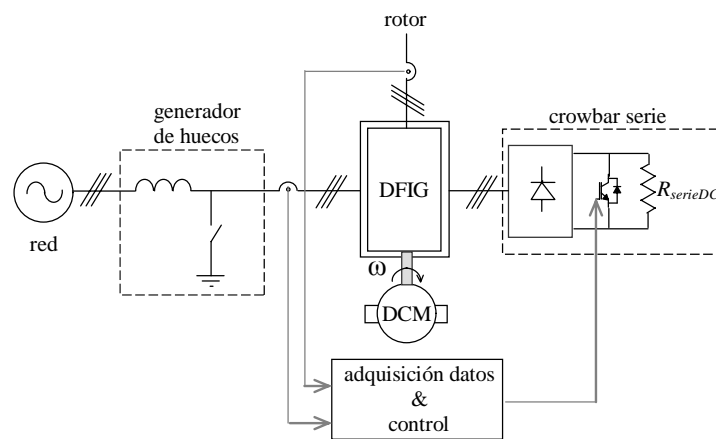 rotor
generador
de huecos
crowbar serie
DFIG
R_serieDC
red
ω
DCM
adquisición datos
&
control